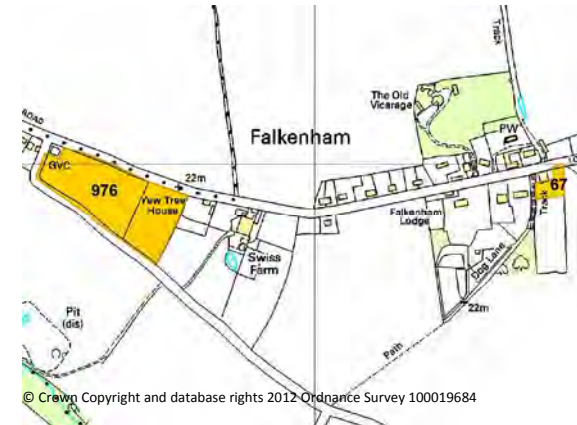 Track
The Old
Vicarage
PW
ROAD
Falkenham
GVC
22m
976
Yew Tree
House
67
Track
Falkenham
Lodge
Swiss
Farm
Dog Lane
Pit
(dis)
22m
Path
© Crown Copyright and database rights 2012 Ordnance Survey 100019684